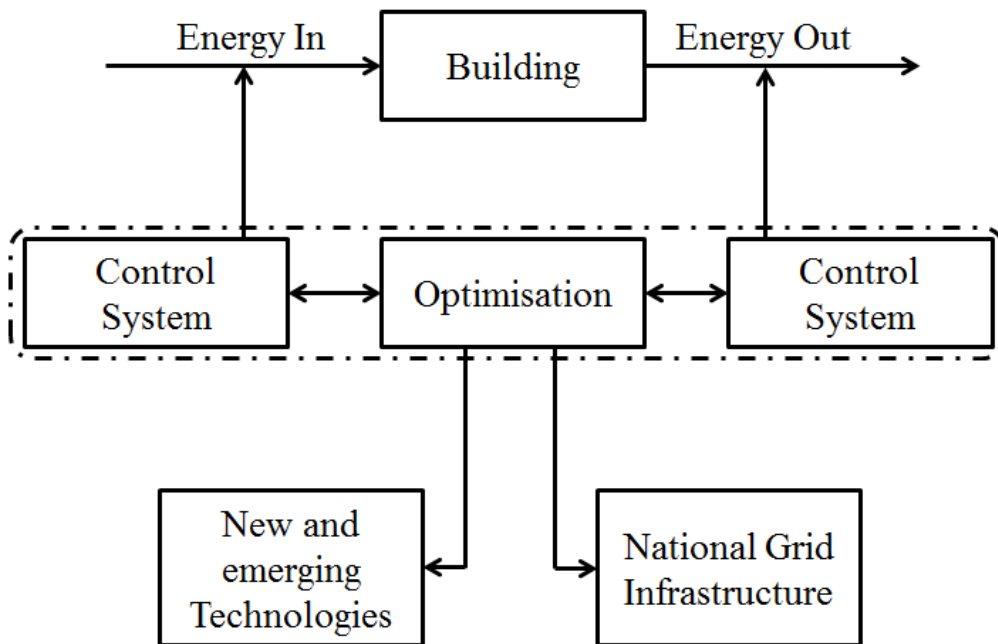 Energy In
Building
Energy Out
Control
System
Optimisation
Control
System
New and
emerging
Technologies
National Grid
Infrastructure